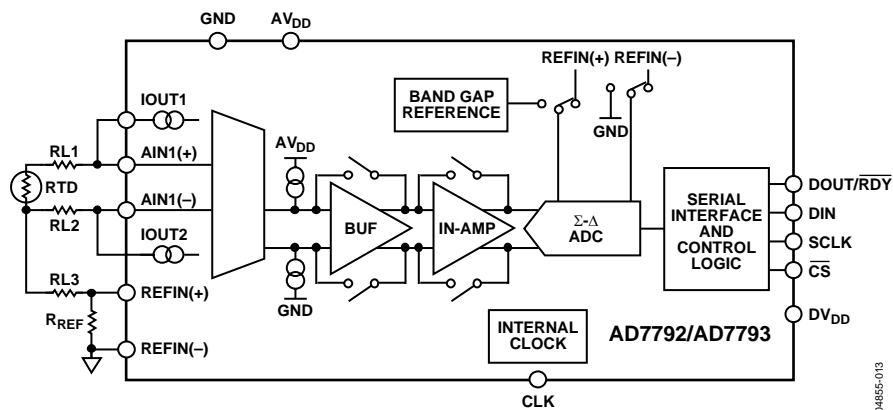 GND AVDD
REFIN(+) REFIN(–)
IOUT1
BAND GAP
REFERENCE
GND
RL1
AIN1(+)
AVDD
RTD
AIN1(–)
RL2
BUF
IN-AMP
Σ-Δ
ADC
SERIAL
INTERFACE
AND
CONTROL
LOGIC
DOUT/RDY
DIN
SCLK
CS
IOUT2
RL3
REFIN(+)
GND
RREF
REFIN(–)
INTERNAL
CLOCK
AD7792/AD7793
DVDD
CLK
04855-013